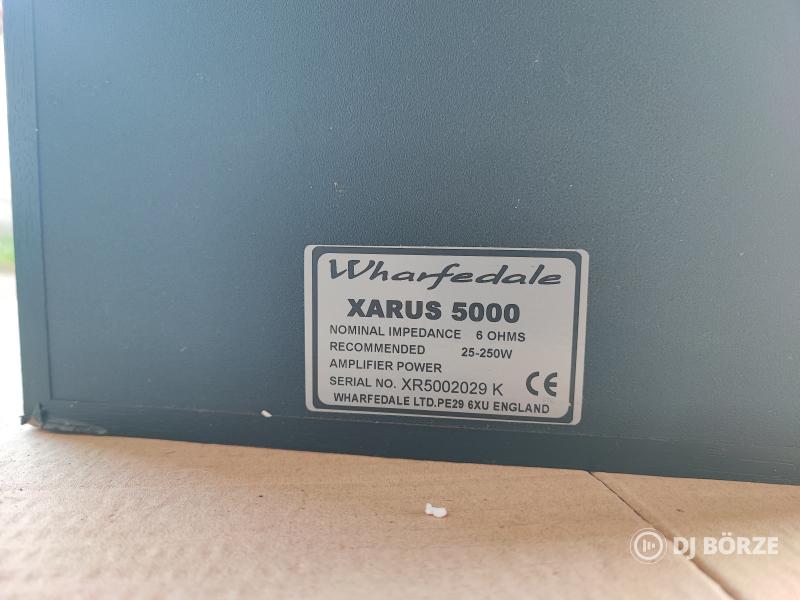 Wharfedale
XARUS 5000
NOMINAL IMPEDANCE 6 OHMS
RECOMMENDED 25-250W
AMPLIFIER POWER
SERIAL NO. XR5002029 K CE
WHARFEDALE LTD.PE29 6XU ENGLAND
DJ BÖRZE